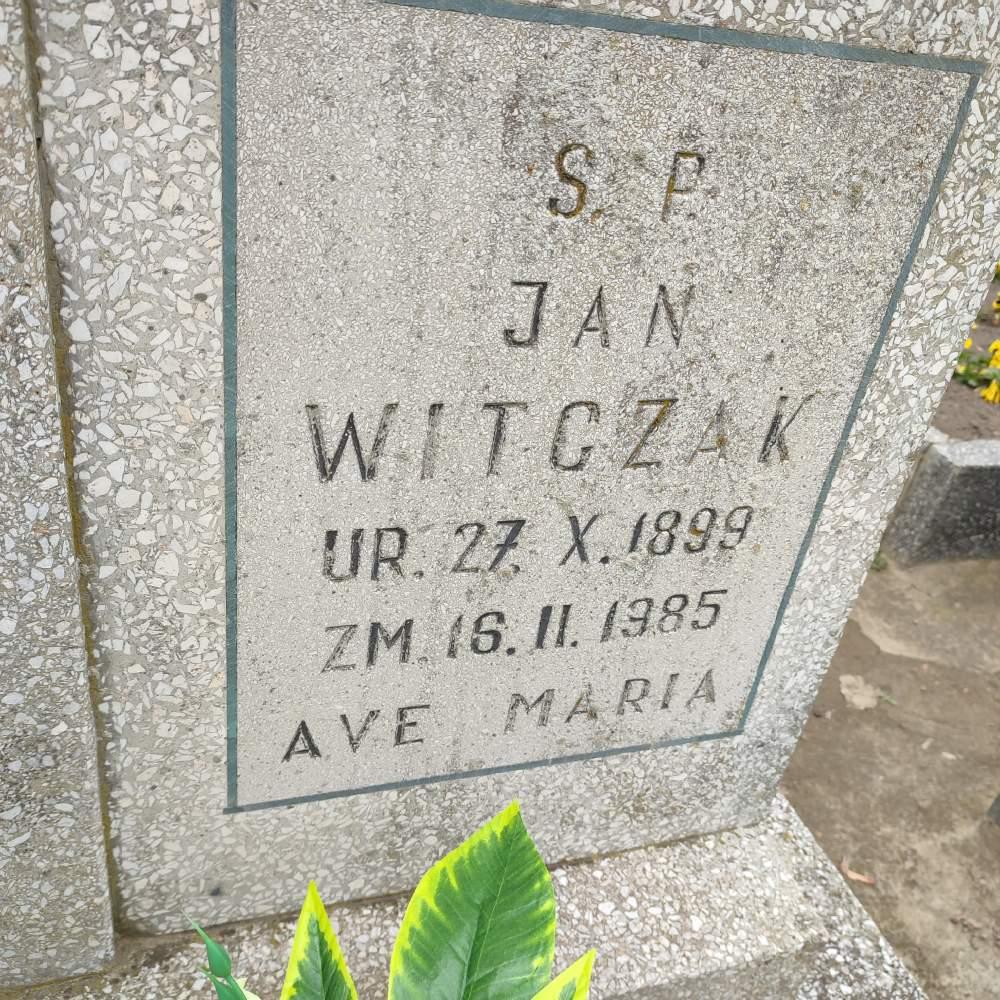 S. P.
JAN
WITCZAK
UR. 27. X. 1899
ZM. 16. II. 1985
AVE MARIA